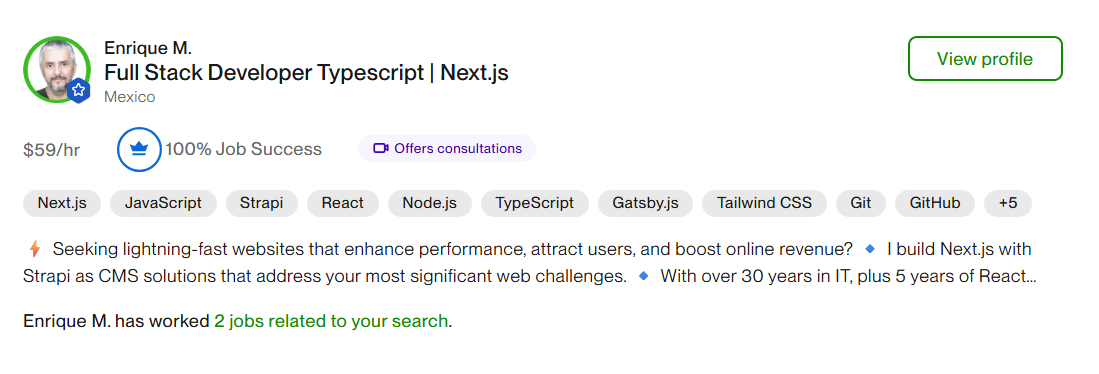 Enrique M.
Full Stack Developer Typescript | Next.js
View profile
Mexico
$59/hr
100% Job Success
Offers consultations
Next.js
JavaScript
Strapi
React
Node.js
TypeScript
Gatsby.js
Tailwind CSS
Git
GitHub
+5
⚡ Seeking lightning-fast websites that enhance performance, attract users, and boost online revenue? 🔹 I build Next.js with
Strapi as CMS solutions that address your most significant web challenges. 🔹 With over 30 years in IT, plus 5 years of React...
Enrique M. has worked 2 jobs related to your search.